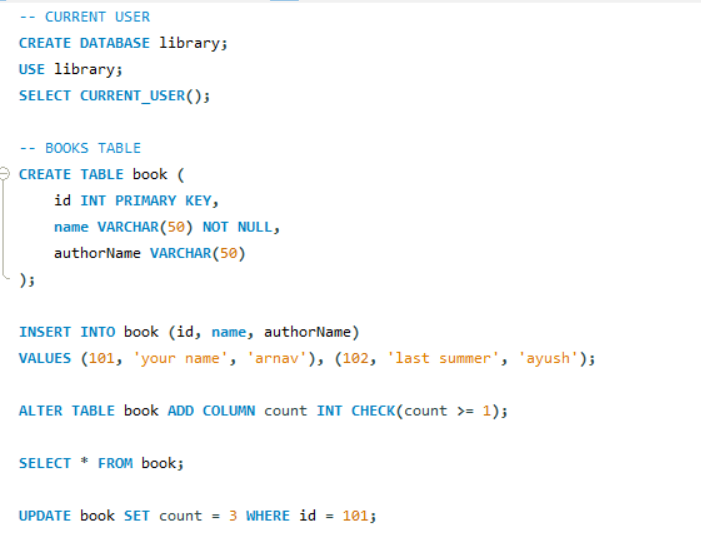 -- CURRENT USER
CREATE DATABASE library;
USE library;
SELECT CURRENT_USER();
-- BOOKS TABLE
CREATE TABLE book (
    id INT PRIMARY KEY,
    name VARCHAR(50) NOT NULL,
    authorName VARCHAR(50)
);
INSERT INTO book (id, name, authorName)
VALUES (101, 'your name', 'arnav'), (102, 'last summer', 'ayush');
ALTER TABLE book ADD COLUMN count INT CHECK(count >= 1);
SELECT * FROM book;
UPDATE book SET count = 3 WHERE id = 101;